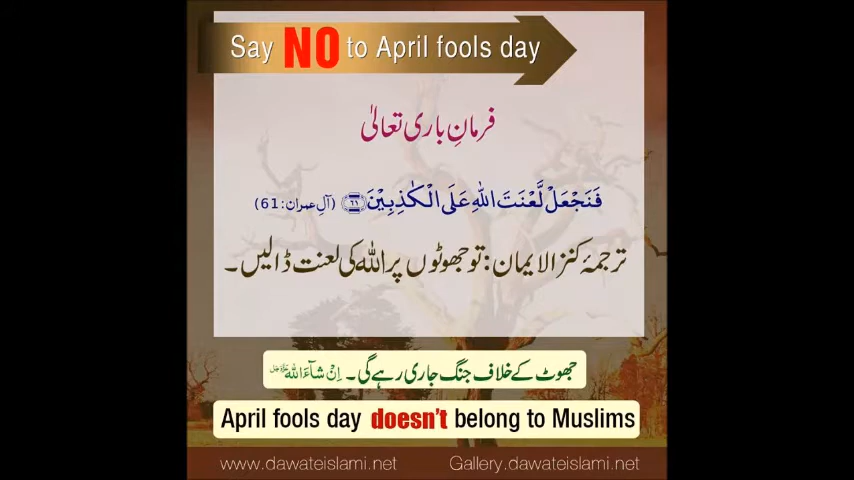 Say NO to April fools day
فرمانِ باری تعالیٰ
فَنَجْعَلْ لَّعْنَتَ اللّٰهِ عَلَی الْكٰذِبِیْنَ ﴿۶۱﴾ (آلِ عمران:61)
ترجمۂ کنزالایمان: تو جھوٹوں پر اللہ کی لعنت ڈالیں۔
جھوٹ کے خلاف جنگ جاری رہے گی۔ اِنْ شَآءَ اللہ عَزَّوَجَلَّ
April fools day doesn't belong to Muslims
www.dawateislami.net Gallery.dawateislami.net